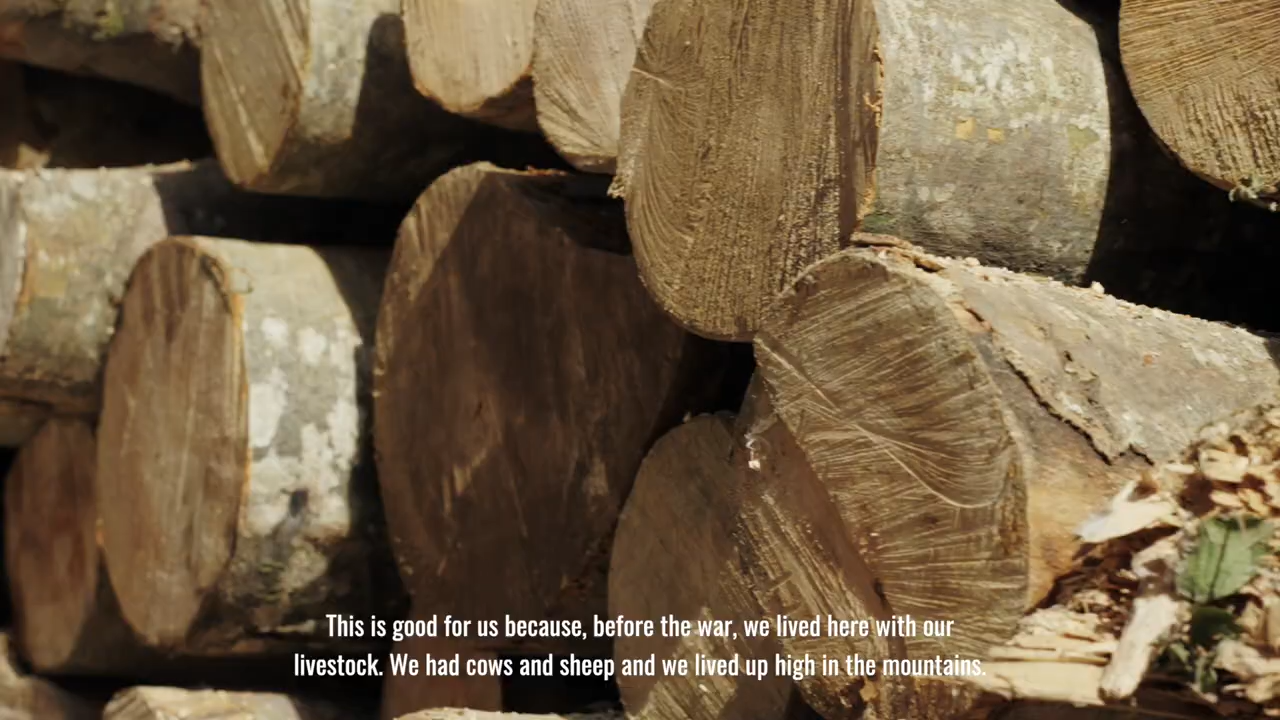 This is good for us because, before the war, we lived here with our
livestock. We had cows and sheep and we lived up high in the mountains.